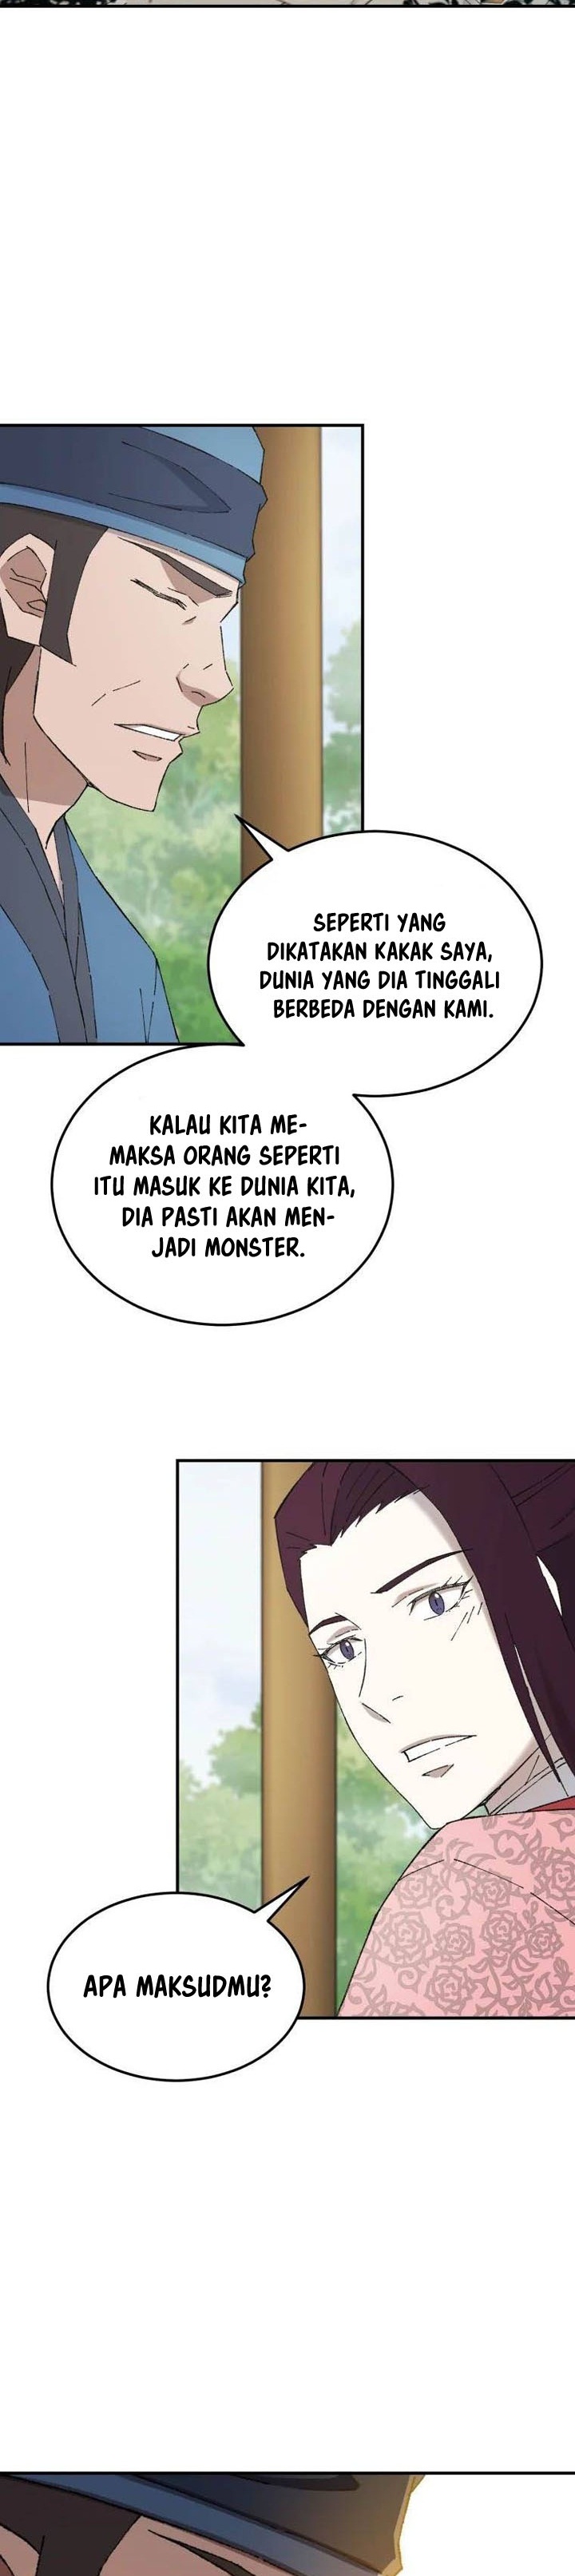 SEPERTI YANG
DIKATAKAN KAKAK SAYA,
DUNIA YANG DIA TINGGALI
BERBEDA DENGAN KAMI.
KALAU KITA ME-
MAKSA ORANG SEPERTI
ITU MASUK KE DUNIA KITA,
DIA PASTI AKAN MEN-
JADI MONSTER.
APA MAKSUDMU?